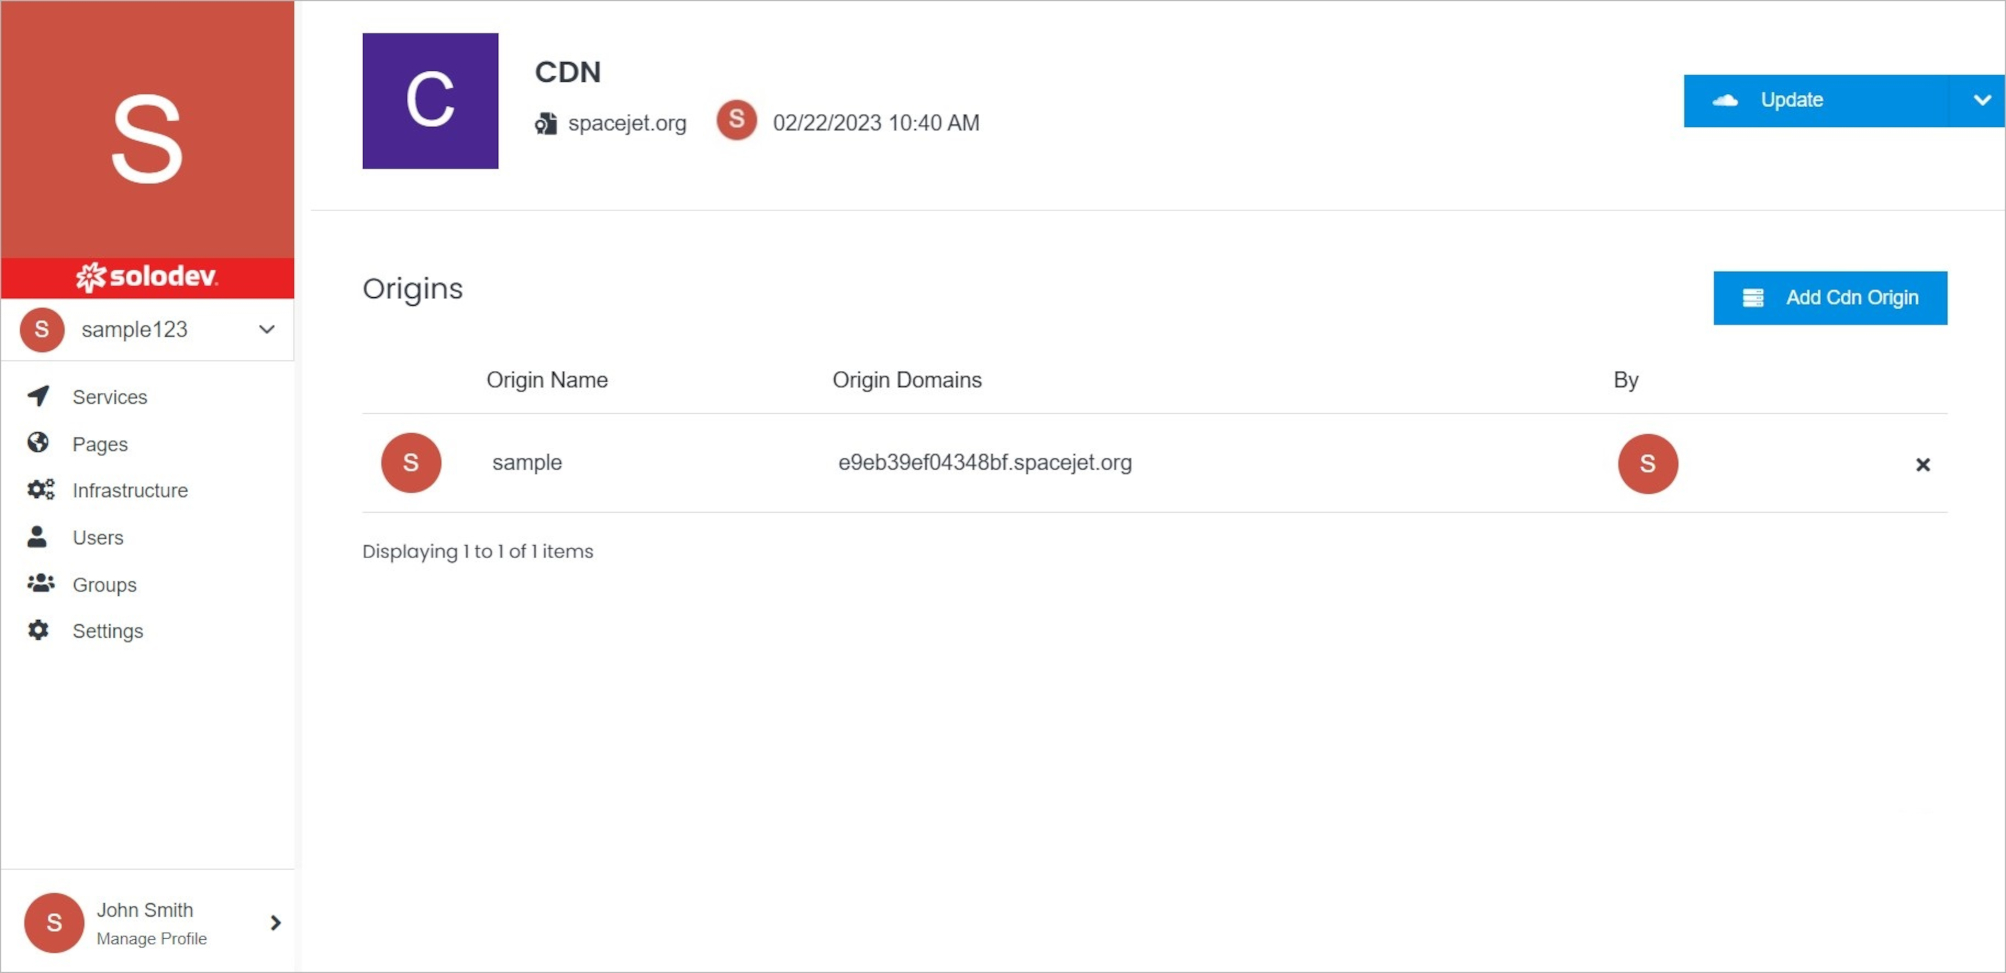 S
solodev
S sample123
Services
Pages
Infrastructure
Users
Groups
Settings
S John Smith
Manage Profile
C
CDN
spacejet.org S 02/22/2023 10:40 AM
Update
Origins
Add Cdn Origin
Origin Name Origin Domains By
S sample e9eb39ef04348bf.spacejet.org S
Displaying 1 to 1 of 1 items